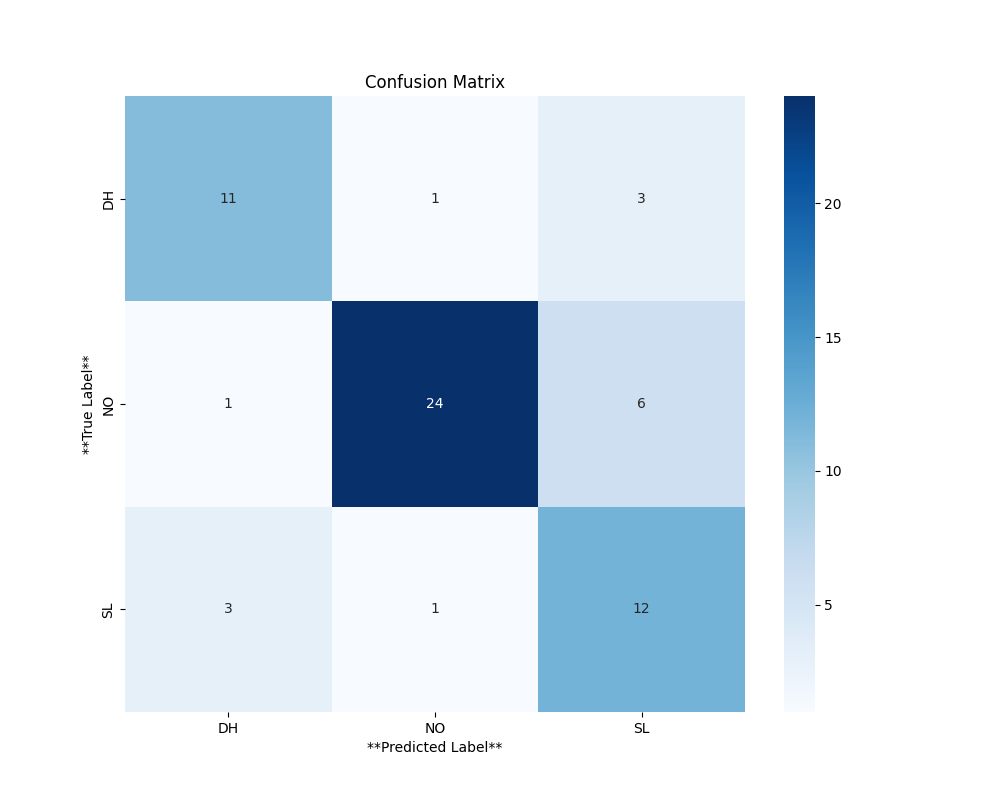 Confusion Matrix
DH 11 1 3
NO 1 24 6
SL 3 1 12
DH NO SL
**True Label**
**Predicted Label**
20
15
10
5